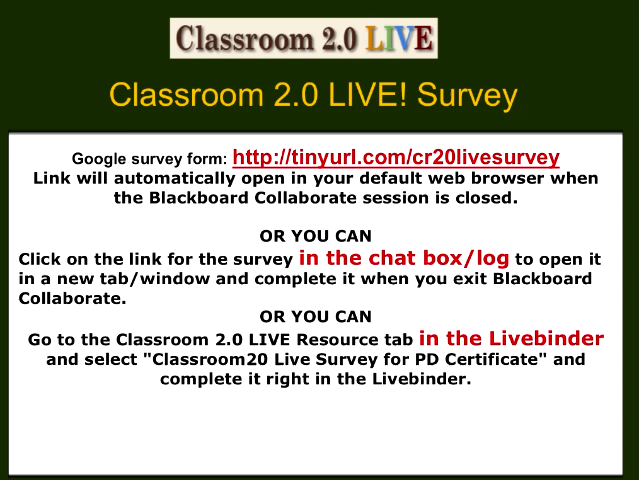 Classroom 2.0 LIVE
Classroom 2.0 LIVE! Survey
Google survey form: http://tinyurl.com/cr20livesurvey
Link will automatically open in your default web browser when
the Blackboard Collaborate session is closed.
OR YOU CAN
Click on the link for the survey in the chat box/log to open it
in a new tab/window and complete it when you exit Blackboard
Collaborate.
OR YOU CAN
Go to the Classroom 2.0 LIVE Resource tab in the Livebinder
and select "Classroom20 Live Survey for PD Certificate" and
complete it right in the Livebinder.